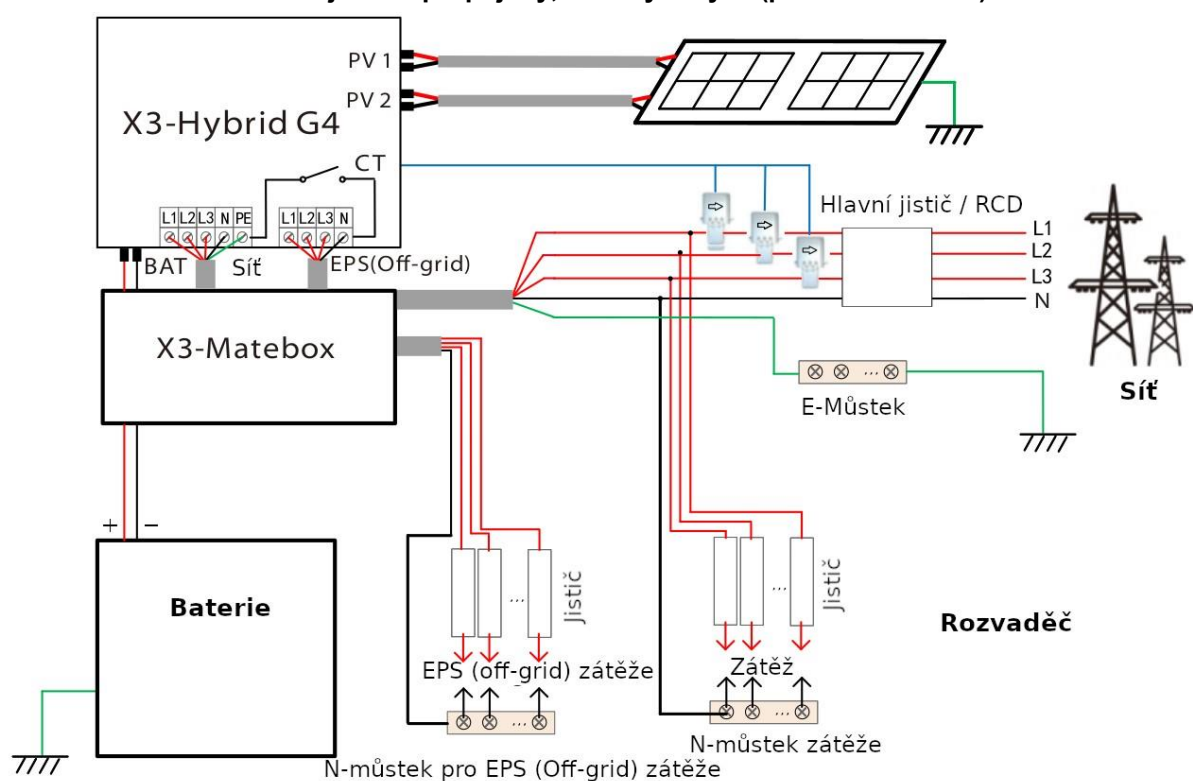 PV 1
PV 2
X3-Hybrid G4
CT
L1 L2 L3 N PE
L1 L2 L3 N
BAT
Síť
EPS(Off-grid)
Hlavní jistič / RCD
L1
L2
L3
N
X3-Matebox
E-Můstek
Síť
+ −
Baterie
... Jistič
... Jistič
Rozvaděč
EPS (off-grid) zátěže
Zátěž
...
...
N-můstek zátěže
N-můstek pro EPS (Off-grid) zátěže